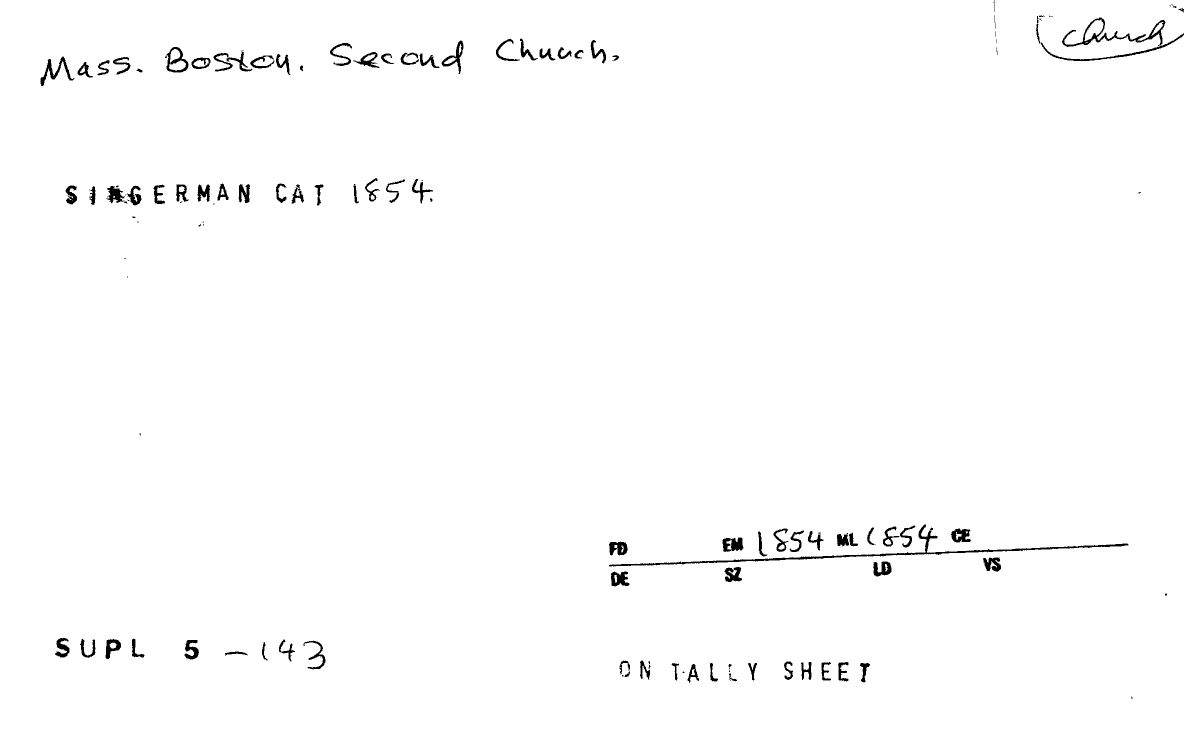 church
Mass. Boston. Second Church.
SINGERMAN CAT 1854.
FD EM 1854 ML 1854 CE
DE SZ LD VS
SUPL 5 - 143
ON TALLY SHEET